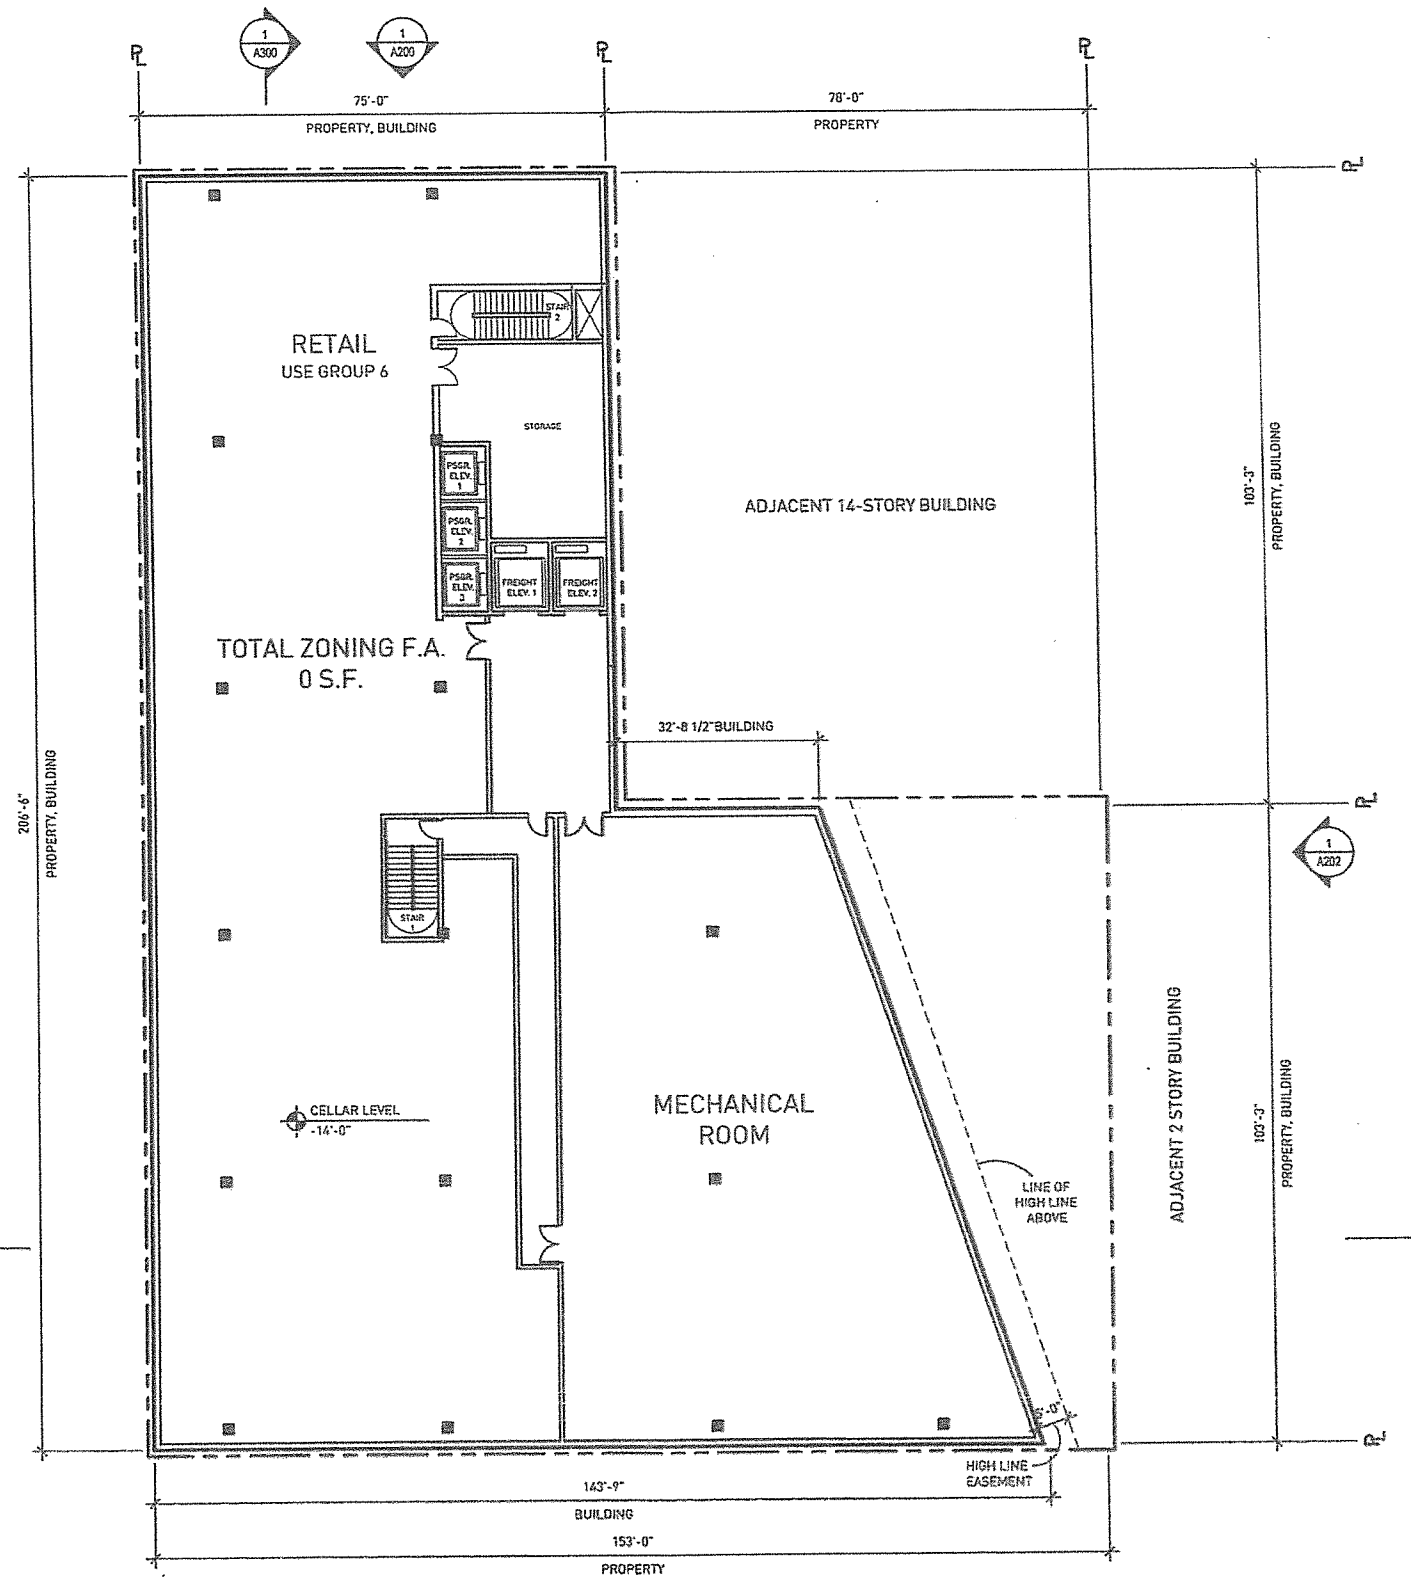 1
A300
1
A200
PL
PL
PL
75'-0"
PROPERTY, BUILDING
78'-0"
PROPERTY
PL
STAIR
2
RETAIL
USE GROUP 6
STORAGE
PSGR.
ELEV.
1
PSGR.
ELEV.
2
PSGR.
ELEV.
3
FREIGHT
ELEV. 1
FREIGHT
ELEV. 2
ADJACENT 14-STORY BUILDING
103'-3"
PROPERTY, BUILDING
TOTAL ZONING F.A.
0 S.F.
32'-8 1/2" BUILDING
206'-6"
PROPERTY, BUILDING
PL
1
A202
STAIR
1
CELLAR LEVEL
-14'-0"
MECHANICAL
ROOM
LINE OF
HIGH LINE
ABOVE
ADJACENT 2 STORY BUILDING
103'-3"
PROPERTY, BUILDING
5'-0"
PL
HIGH LINE
EASEMENT
143'-9"
BUILDING
153'-0"
PROPERTY